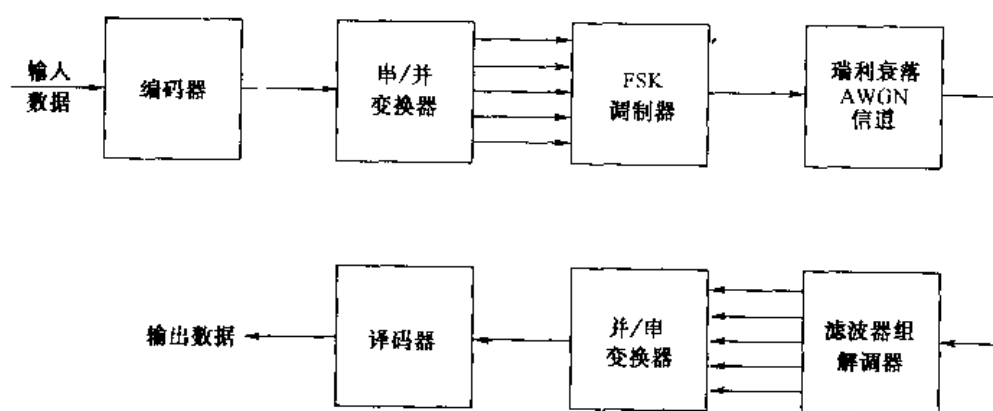 输入
数据
编码器
串/并
变换器
FSK
调制器
瑞利衰落
AWGN
信道
输出数据
译码器
并/串
变换器
滤波器组
解调器